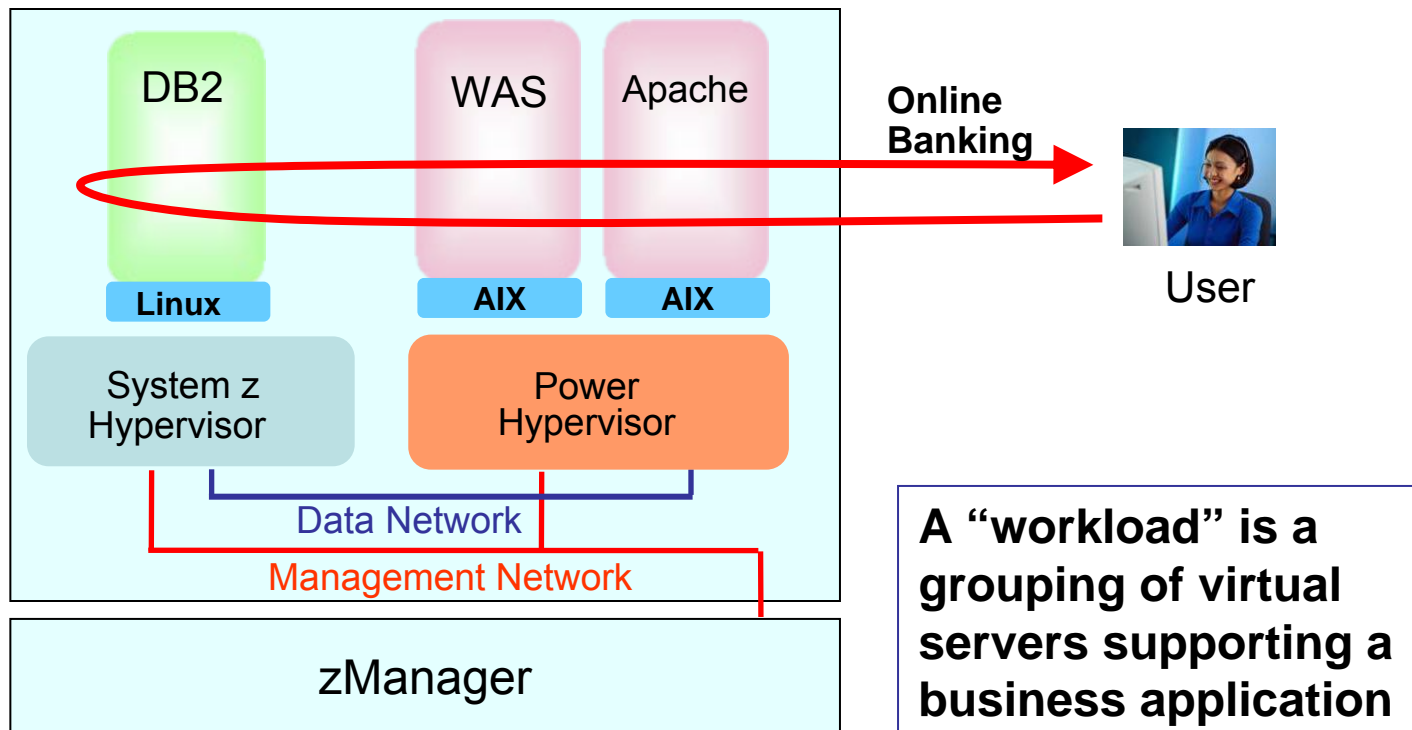 DB2
WAS
Apache
Online
Banking
User
Linux
AIX
AIX
System z
Hypervisor
Power
Hypervisor
Data Network
Management Network
zManager
A “workload” is a
grouping of virtual
servers supporting a
business application